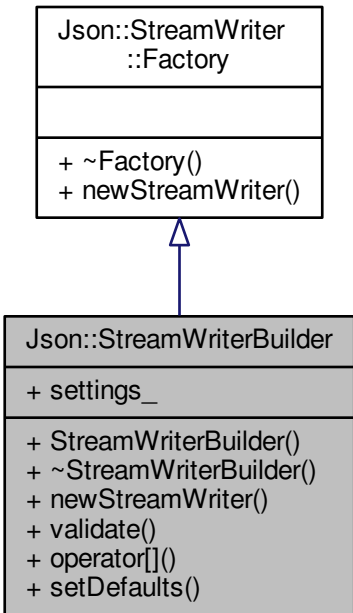 Json::StreamWriter
::Factory
+ ~Factory()
+ newStreamWriter()
Json::StreamWriterBuilder
+ settings_
+ StreamWriterBuilder()
+ ~StreamWriterBuilder()
+ newStreamWriter()
+ validate()
+ operator[]()
+ setDefaults()